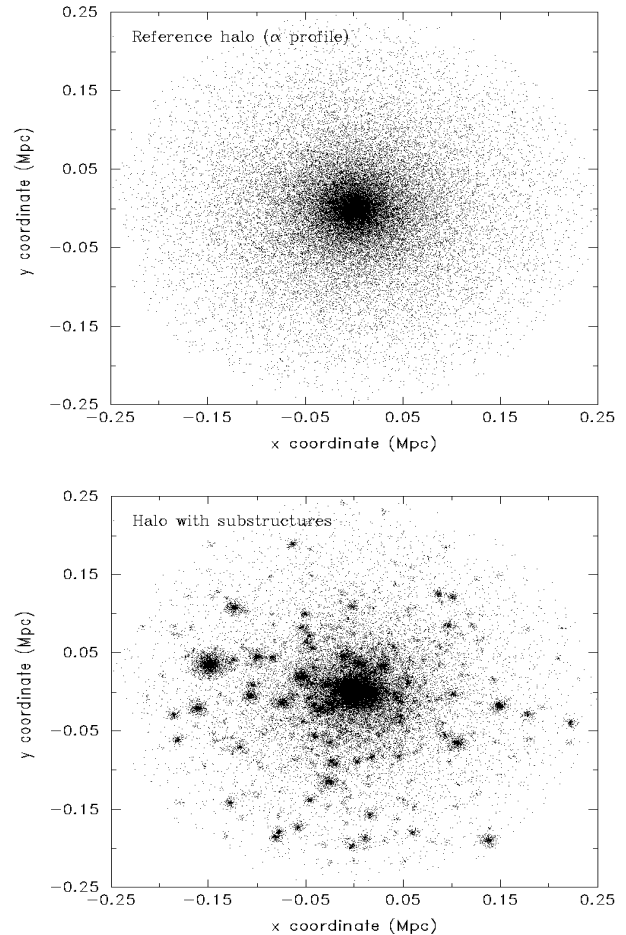 Reference halo (α profile)
0.25
0.15
0.05
−0.05
−0.15
−0.25
y coordinate (Mpc)
−0.25 −0.15 −0.05 0.05 0.15 0.25
x coordinate (Mpc)
Halo with substructures
0.25
0.15
0.05
−0.05
−0.15
−0.25
y coordinate (Mpc)
−0.25 −0.15 −0.05 0.05 0.15 0.25
x coordinate (Mpc)